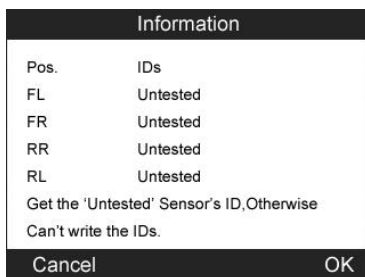 Information
Pos. IDs
FL Untested
FR Untested
RR Untested
RL Untested
Get the ‘Untested’ Sensor's ID,Otherwise
Can't write the IDs.
Cancel OK